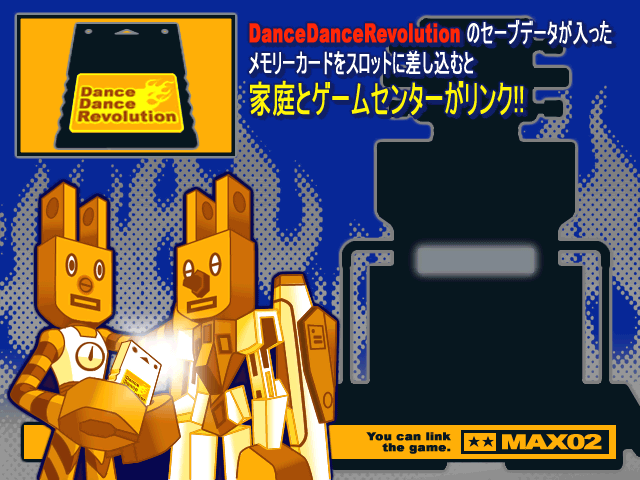 DanceDanceRevolution のセーブデータが入った
メモリーカードをスロットに差し込むと
家庭とゲームセンターがリンク!!
Dance
Dance
Revolution
Dance
Dance
You can link
the game.
★★MAX02